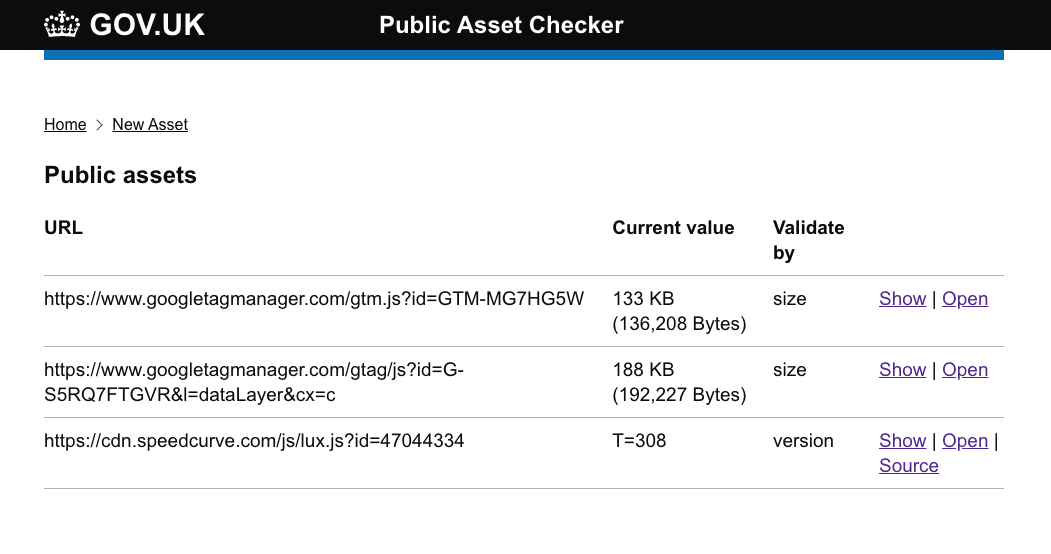 GOV.UK Public Asset Checker
Home > New Asset
Public assets
URL Current value Validate by
https://www.googletagmanager.com/gtm.js?id=GTM-MG7HG5W 133 KB (136,208 Bytes) size Show | Open
https://www.googletagmanager.com/gtag/js?id=G-S5RQ7FTGVR&l=dataLayer&cx=c 188 KB (192,227 Bytes) size Show | Open
https://cdn.speedcurve.com/js/lux.js?id=47044334 T=308 version Show | Open | Source